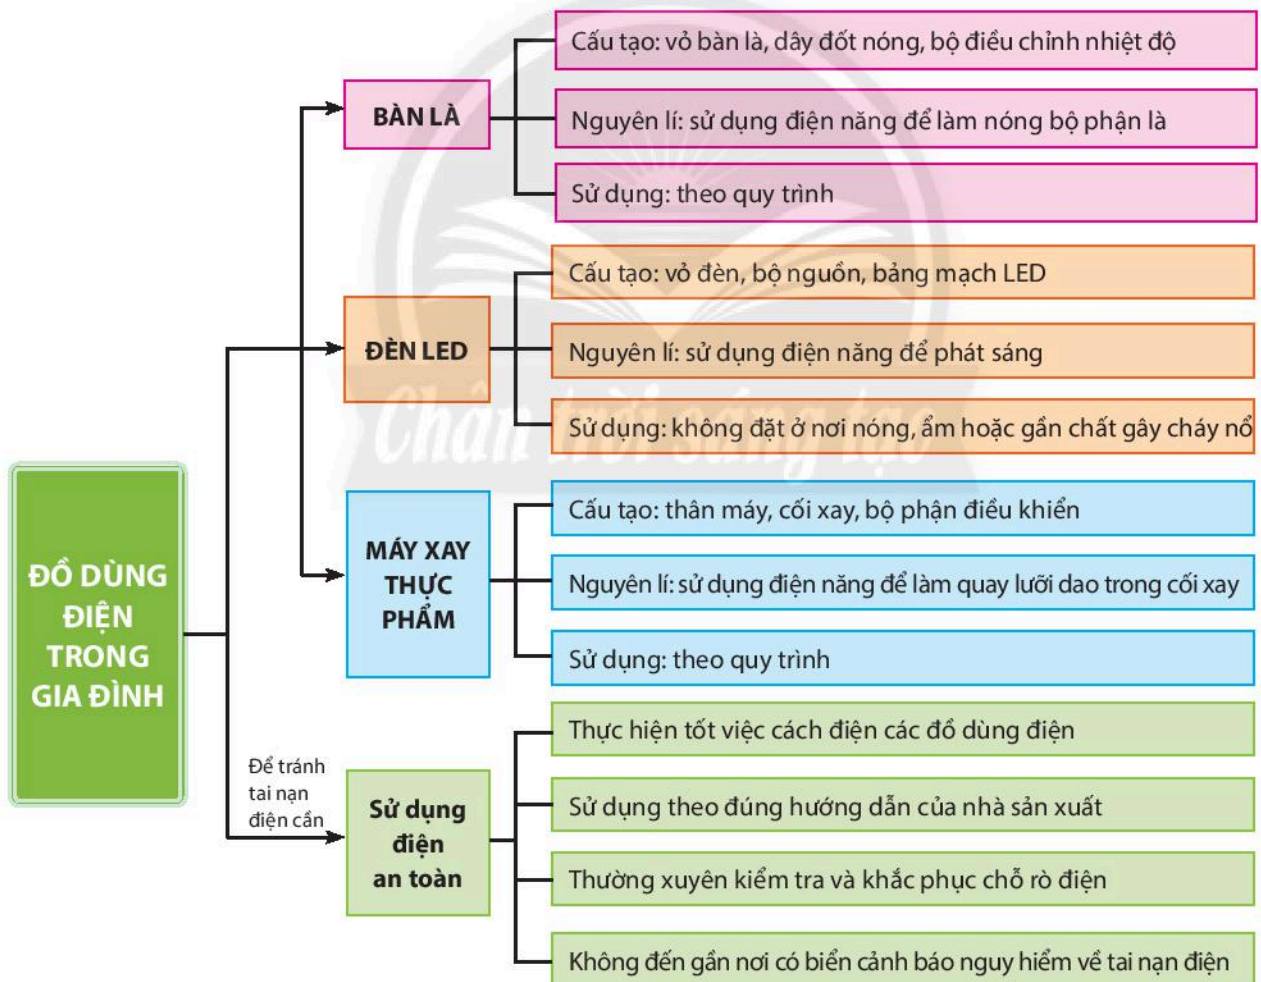 ĐỒ DÙNG
ĐIỆN
TRONG
GIA ĐÌNH
BÀN LÀ
Cấu tạo: vỏ bàn là, dây đốt nóng, bộ điều chỉnh nhiệt độ
Nguyên lí: sử dụng điện năng để làm nóng bộ phận là
Sử dụng: theo quy trình
ĐÈN LED
Cấu tạo: vỏ đèn, bộ nguồn, bảng mạch LED
Nguyên lí: sử dụng điện năng để phát sáng
Sử dụng: không đặt ở nơi nóng, ẩm hoặc gần chất gây cháy nổ
Chân trời sáng tạo
MÁY XAY
THỰC
PHẨM
Cấu tạo: thân máy, cối xay, bộ phận điều khiển
Nguyên lí: sử dụng điện năng để làm quay lưỡi dao trong cối xay
Sử dụng: theo quy trình
Để tránh
tai nạn
điện cần
Sử dụng
điện
an toàn
Thực hiện tốt việc cách điện các đồ dùng điện
Sử dụng theo đúng hướng dẫn của nhà sản xuất
Thường xuyên kiểm tra và khắc phục chỗ rò điện
Không đến gần nơi có biển cảnh báo nguy hiểm về tai nạn điện